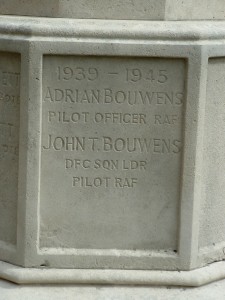 1939 - 1945
ADRIAN BOUWENS
PILOT OFFICER RAF
JOHN T. BOUWENS
DFC SQN LDR
PILOT RAF